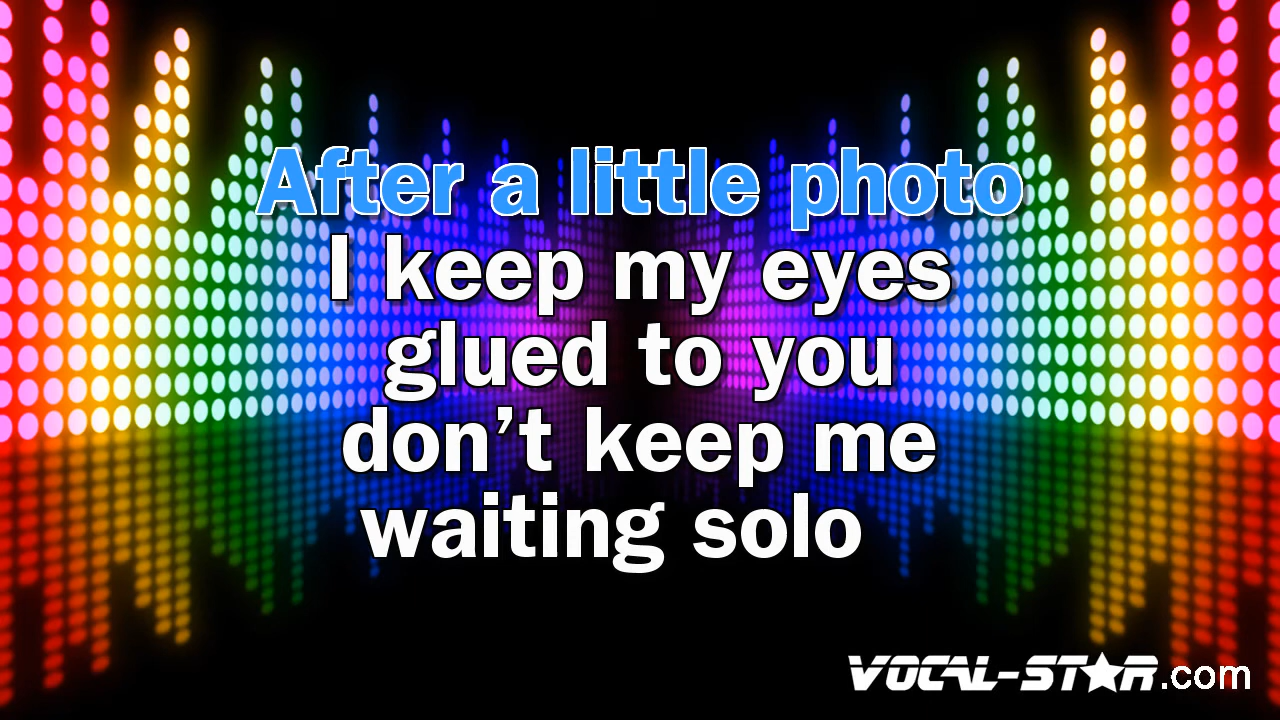 After a little photo
I keep my eyes
glued to you
don't keep me
waiting solo
VOCAL-STAR.com